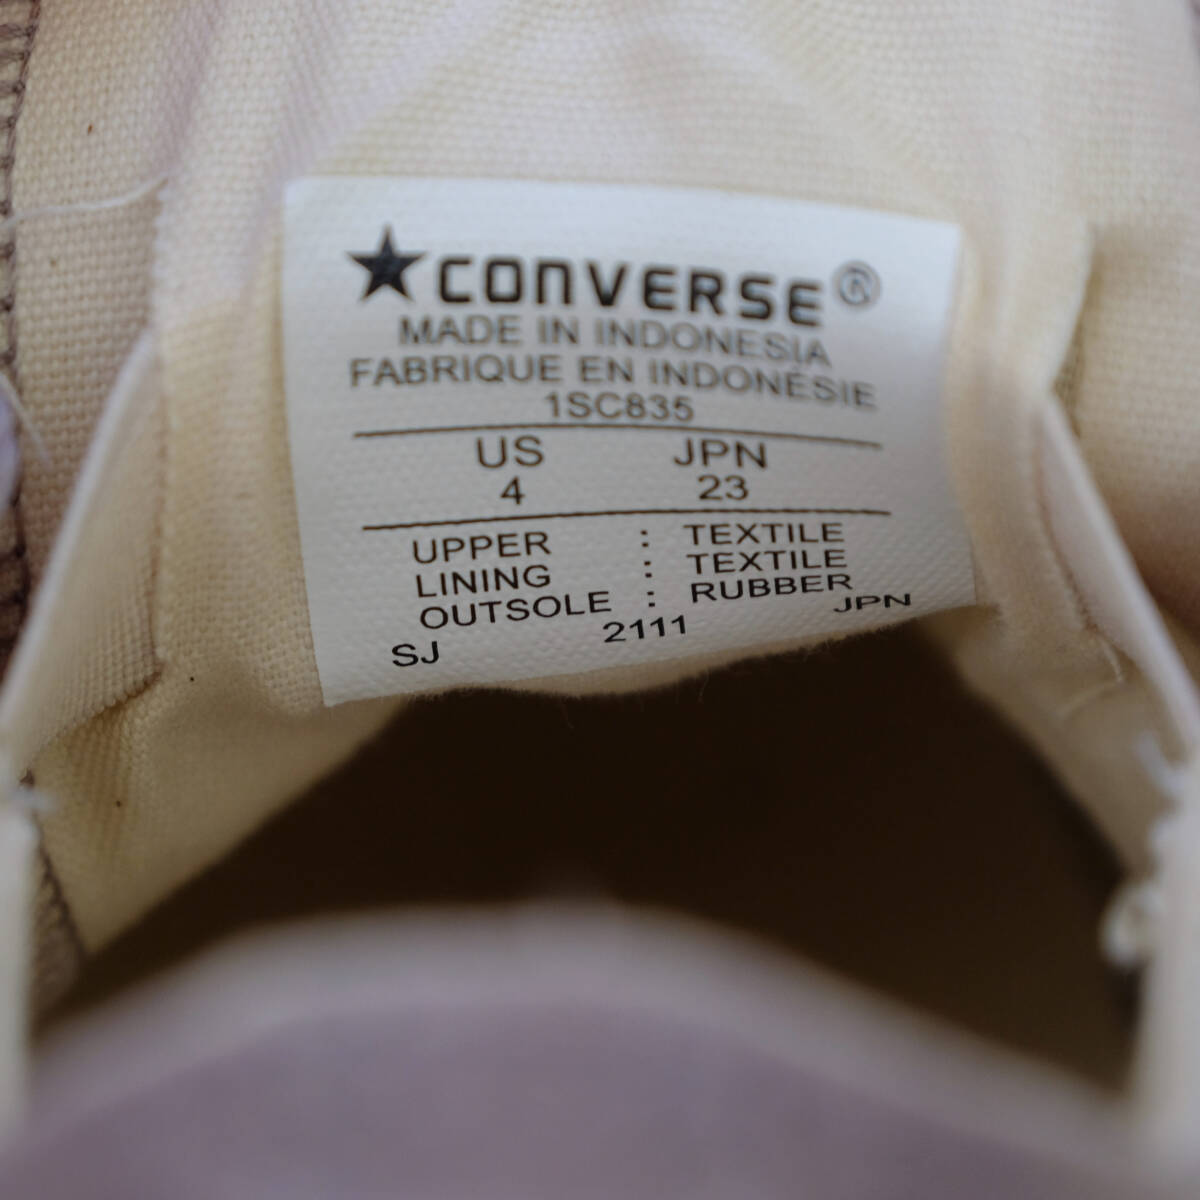 ★CONVERSE®
MADE IN INDONESIA
FABRIQUE EN INDONÉSIE
1SC835
US JPN
4 23
UPPER : TEXTILE
LINING : TEXTILE
OUTSOLE : RUBBER
SJ 2111 JPN